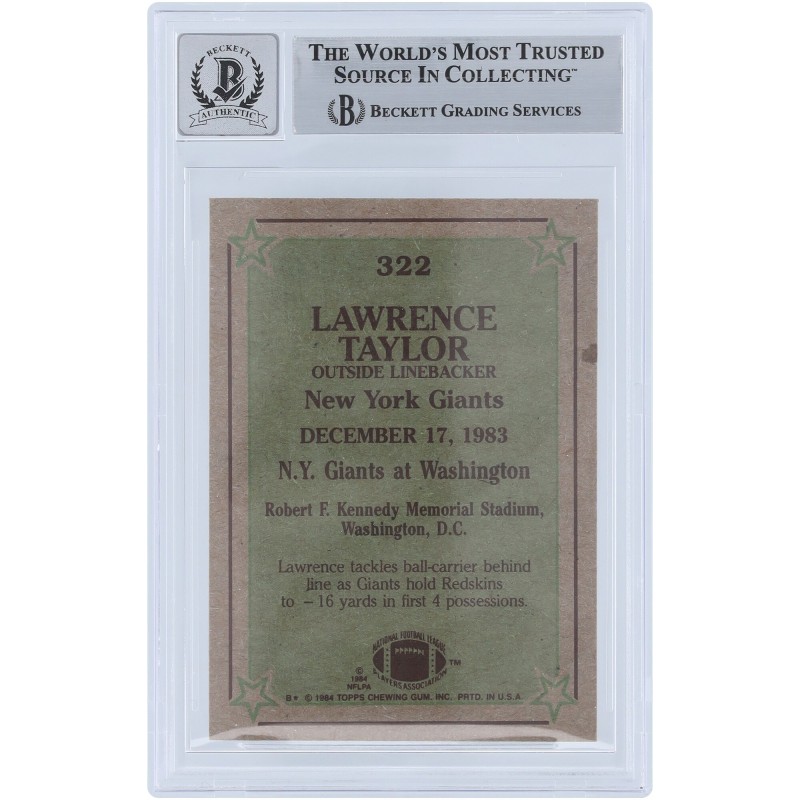 BECKETT
B
AUTHENTIC
THE WORLD'S MOST TRUSTED
SOURCE IN COLLECTING™
B BECKETT GRADING SERVICES
322
LAWRENCE
TAYLOR
OUTSIDE LINEBACKER
New York Giants
DECEMBER 17, 1983
N.Y. Giants at Washington
Robert F. Kennedy Memorial Stadium,
Washington, D.C.
Lawrence tackles ball-carrier behind
line as Giants hold Redskins
to – 16 yards in first 4 possessions.
NATIONAL FOOTBALL LEAGUE
PLAYERS ASSOCIATION
TM
© 1984 NFLPA
B* © 1984 TOPPS CHEWING GUM, INC. PRTD. IN U.S.A.